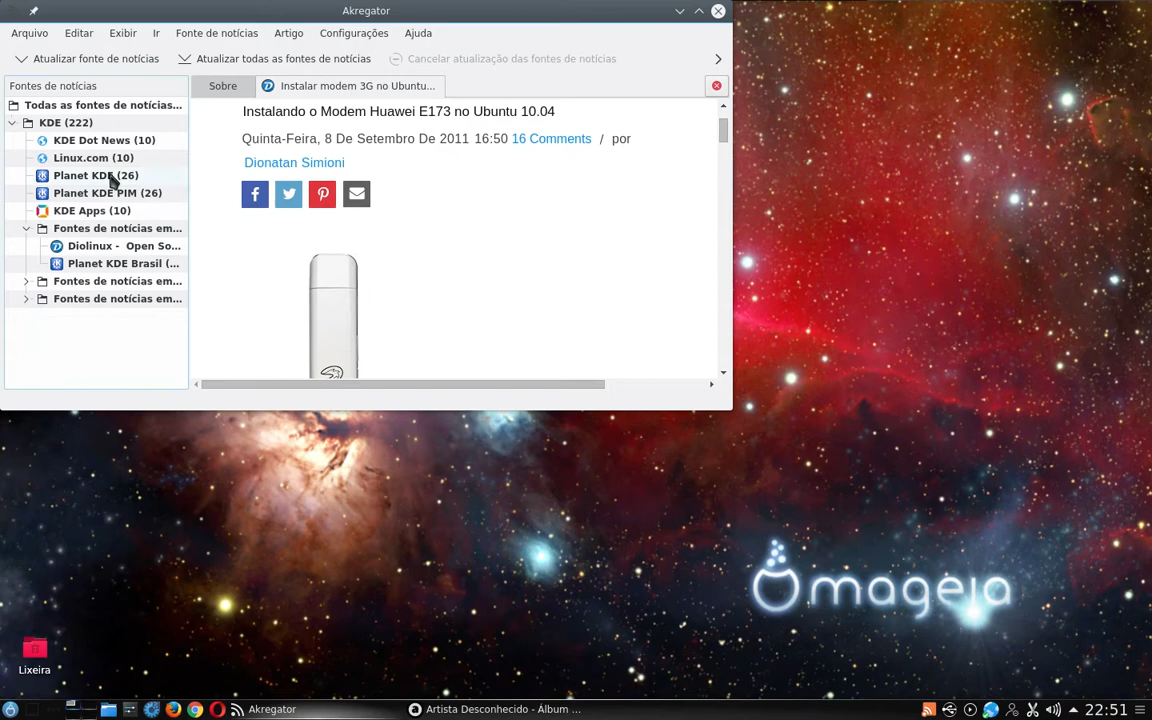 Akregator
Arquivo Editar Exibir Ir Fonte de notícias Artigo Configurações Ajuda
Atualizar fonte de notícias Atualizar todas as fontes de notícias Cancelar atualização das fontes de notícias
Fontes de notícias
Sobre
Instalar modem 3G no Ubuntu...
Todas as fontes de notícias...
KDE (222)
KDE Dot News (10)
Linux.com (10)
Planet KDE (26)
Planet KDE PIM (26)
KDE Apps (10)
Fontes de notícias em...
Diolinux - Open So...
Planet KDE Brasil (...
Fontes de notícias em...
Fontes de notícias em...
Instalando o Modem Huawei E173 no Ubuntu 10.04
Quinta-Feira, 8 De Setembro De 2011 16:50 16 Comments / por
Dionatan Simioni
mageia
Lixeira
Akregator
Artista Desconhecido - Álbum ...
22:51